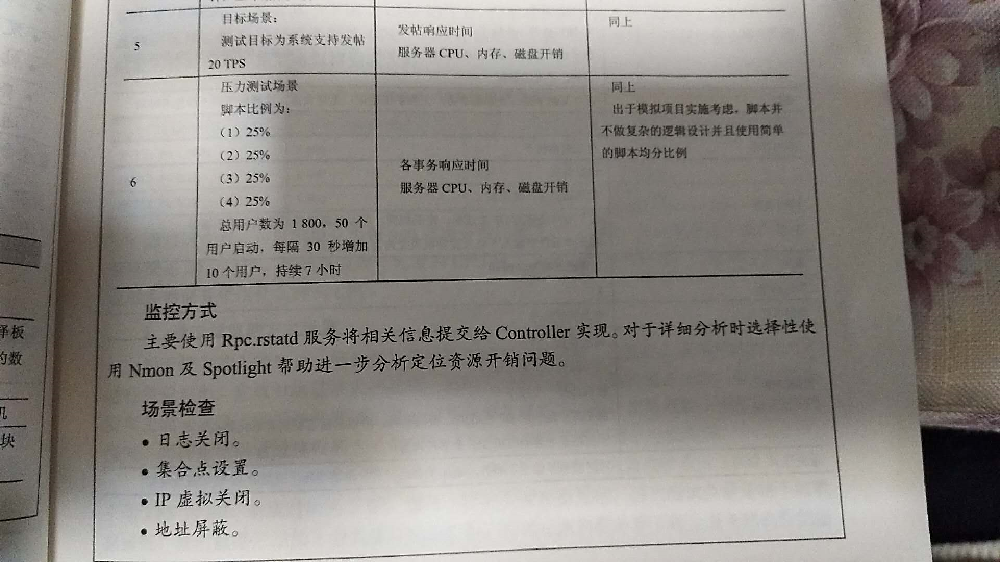 5
目标场景：
测试目标为系统支持发帖
20 TPS
发帖响应时间
服务器 CPU、内存、磁盘开销
同上
6
压力测试场景
脚本比例为：
（1）25%
（2）25%
（3）25%
（4）25%
总用户数为 1 800，50 个
用户启动，每隔 30 秒增加
10 个用户，持续 7 小时
各事务响应时间
服务器 CPU、内存、磁盘开销
同上
出于模拟项目实施考虑，脚本并
不做复杂的逻辑设计并且使用简单
的脚本均分比例
监控方式
主要使用 Rpc.rstatd 服务将相关信息提交给 Controller 实现。对于详细分析时选择性使
用 Nmon 及 Spotlight 帮助进一步分析定位资源开销问题。
场景检查
● 日志关闭。
● 集合点设置。
● IP 虚拟关闭。
● 地址屏蔽。
板
的数
机
块